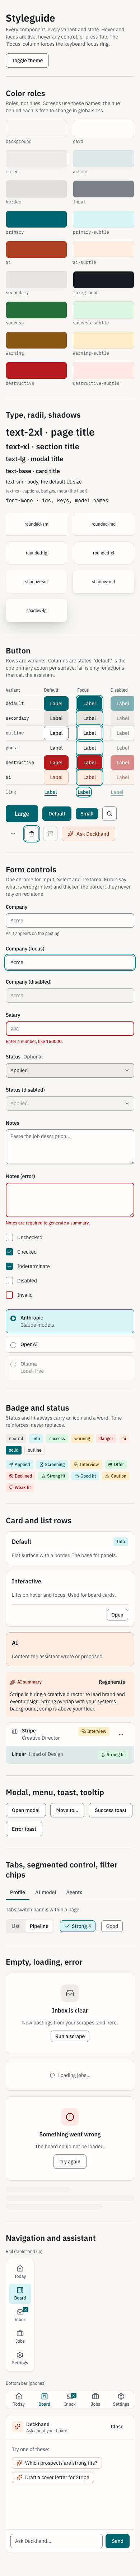 Styleguide
Every component, every variant and state. Hover and
focus are live: hover any control, or press Tab. The
'Focus' column forces the keyboard focus ring.
Toggle theme
Color roles
Roles, not hues. Screens use these names; the hue
behind each is free to change in globals.css.
background
card
muted
accent
border
input
primary
primary-subtle
ai
ai-subtle
secondary
foreground
success
success-subtle
warning
warning-subtle
destructive
destructive-subtle
Type, radii, shadows
text-2xl · page title
text-xl · section title
text-lg · modal title
text-base · card title
text-sm · body, the default UI size
text-xs · captions, badges, meta (the floor)
font-mono · ids, keys, model names
rounded-sm
rounded-md
rounded-lg
rounded-xl
shadow-sm
shadow-md
shadow-lg
Button
Rows are variants. Columns are states. 'default' is the
one primary action per surface; 'ai' is only for actions
that call the assistant.
Variant Default Focus Disabled
default Label Label Label
secondary Label Label Label
outline Label Label Label
ghost Label Label Label
destructive Label Label Label
ai Label Label Label
link Label Label Label
Large Default Small
Ask Deckhand
Form controls
One chrome for Input, Select and Textarea. Errors say
what is wrong in text and thicken the border; they never
rely on red alone.
Company
Acme
As it appears on the posting.
Company (focus)
Acme
Company (disabled)
Acme
Salary
abc
Enter a number, like 150000.
Status Optional
Applied
Status (disabled)
Applied
Notes
Paste the job description...
Notes (error)
Notes are required to generate a summary.
Unchecked
Checked
Indeterminate
Disabled
Invalid
Anthropic
Claude models
OpenAI
Ollama
Local, free
Badge and status
Status and fit always carry an icon and a word. Tone
reinforces, never replaces.
neutral info success warning danger ai
solid outline
Applied Screening Interview Offer
Declined Strong fit Good fit Caution
Weak fit
Card and list rows
Default
Info
Flat surface with a border. The base for panels.
Interactive
Lifts on hover and focus. Used for board cards.
Open
AI
Content the assistant wrote or proposed.
AI summary
Regenerate
Stripe is hiring a creative director to lead brand and
event design. Strong overlap with your systems
background; comp is above your floor.
Stripe
Creative Director
Interview
Linear Head of Design
Strong fit
Modal, menu, toast, tooltip
Open modal Move to... Success toast
Error toast
Tabs, segmented control, filter
chips
Profile AI model Agents
Tabs switch panels within a page.
List Pipeline Strong 4 Good
Empty, loading, error
Inbox is clear
New postings from your scrapes land here.
Run a scrape
Loading jobs...
Something went wrong
The board could not be loaded.
Try again
Navigation and assistant
Rail (tablet and up)
Today
Board
Inbox
Jobs
Settings
Bottom bar (phones)
Today Board Inbox Jobs Settings
Deckhand
Ask about your board
Close
Try one of these:
Which prospects are strong fits?
Draft a cover letter for Stripe
Ask Deckhand...
Send